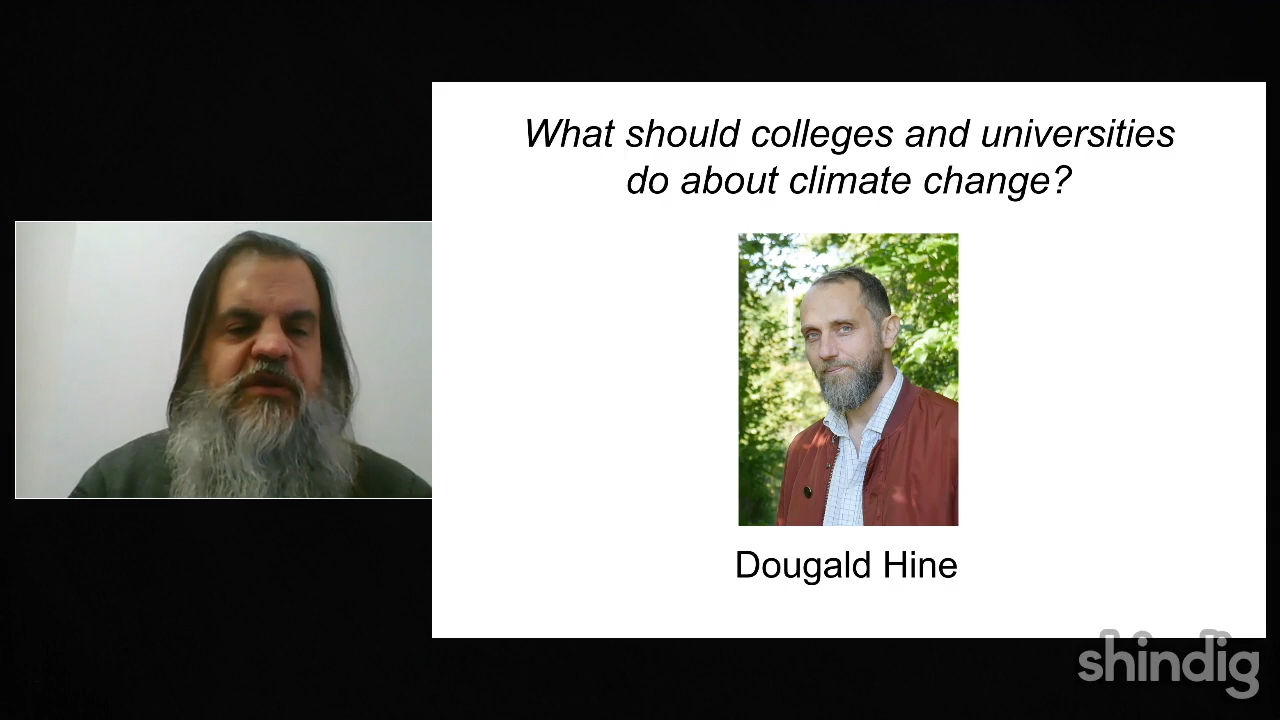 What should colleges and universities
do about climate change?
Dougald Hine
shindig